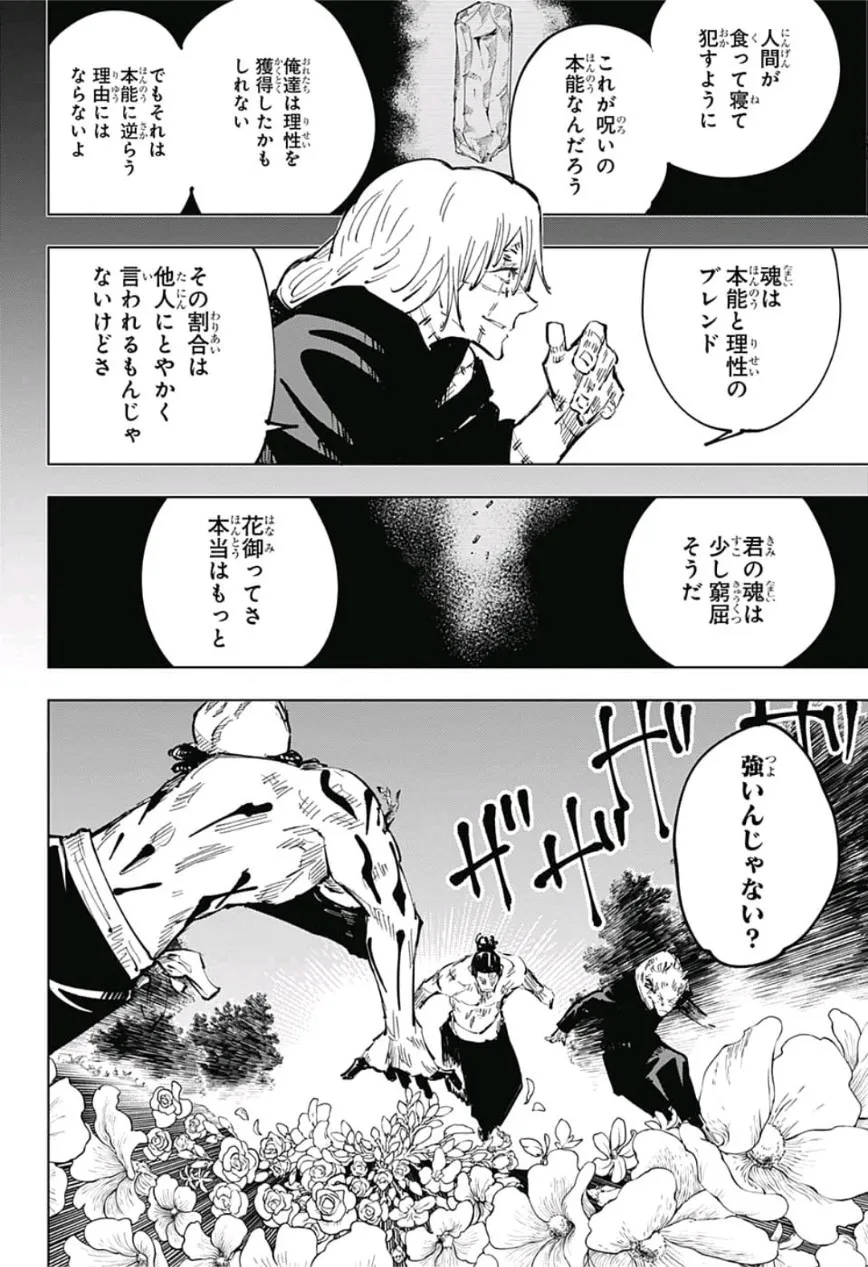 人間が
食って寝て
犯すように
これが呪いの
本能なんだろう
俺達は理性を
獲得したかも
しれない
でもそれは
本能に逆らう
理由には
ならないよ
魂は
本能と理性の
ブレンド
その割合は
他人にとやかく
言われるもんじゃ
ないけどさ
君の魂は
少し窮屈
そうだ
花御ってさ
本当はもっと
強いんじゃない?
ザザザ